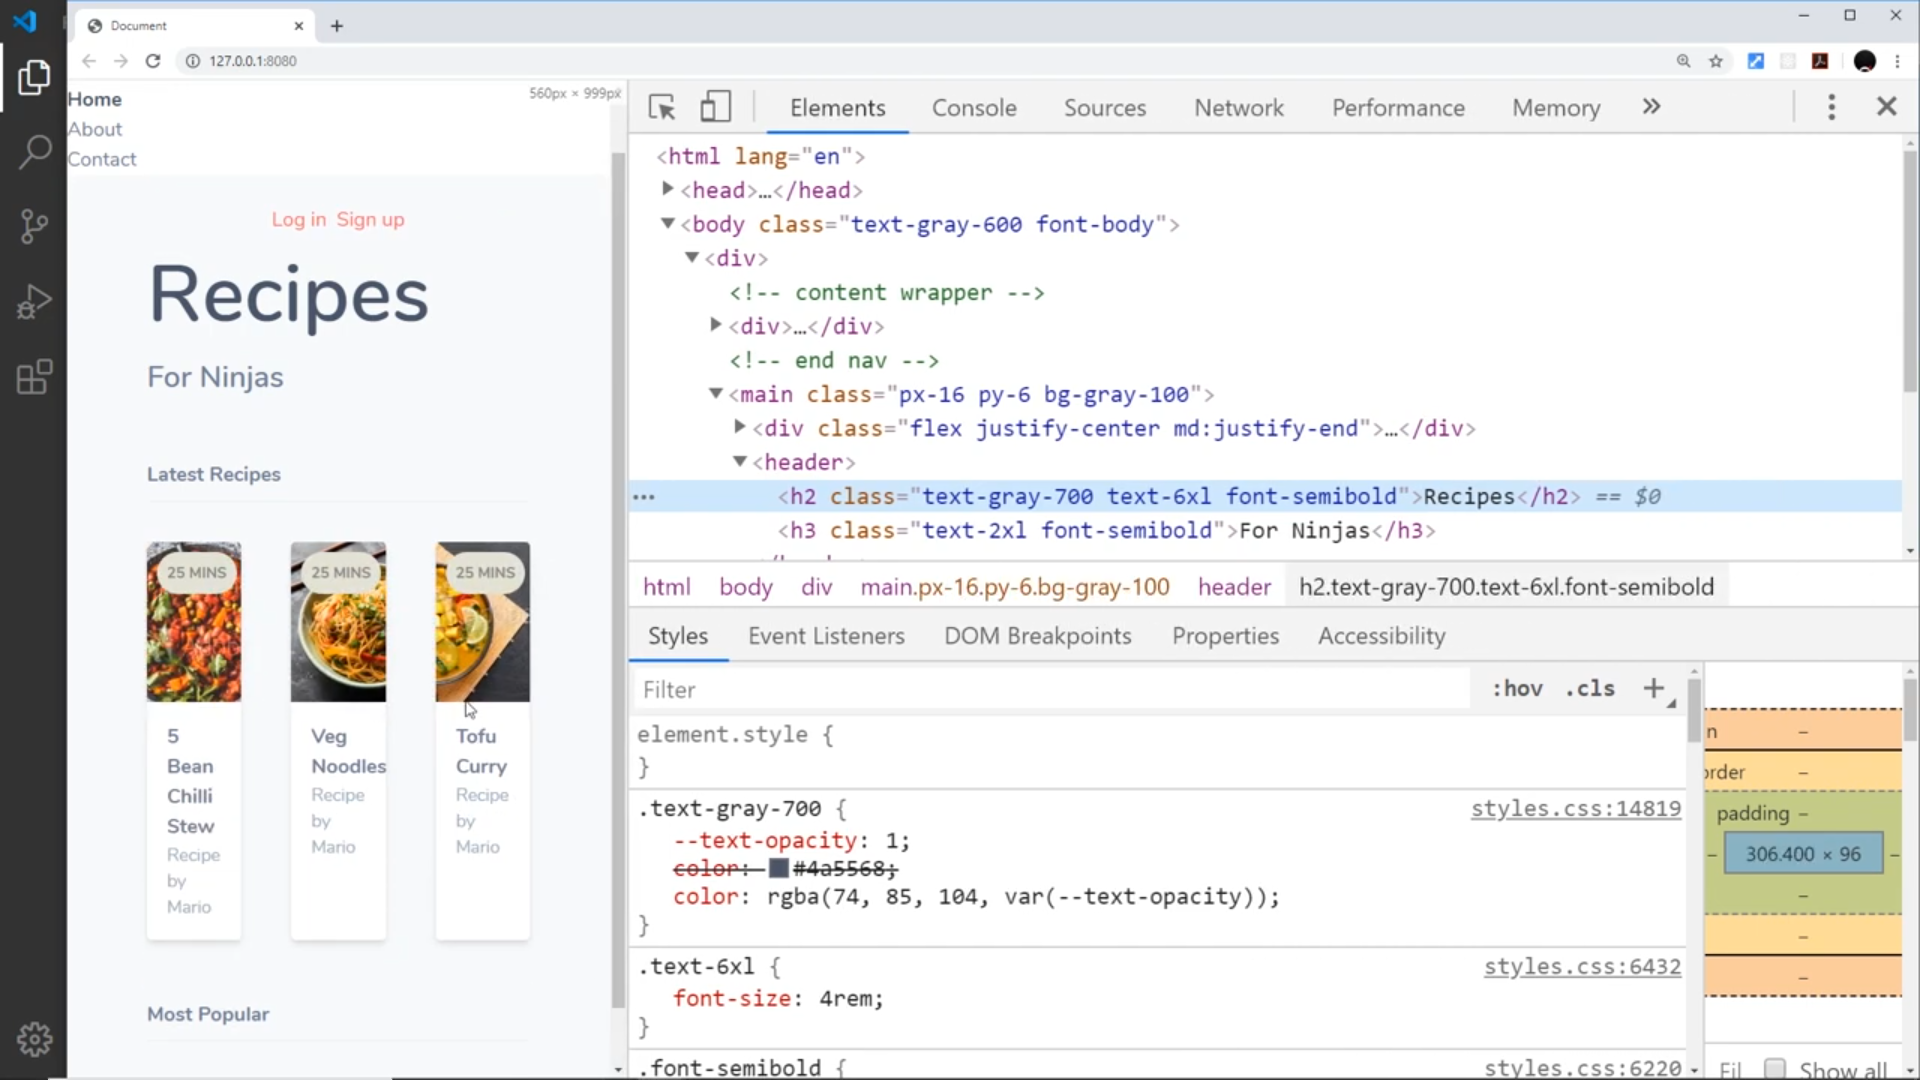 Document
127.0.0.1:8080
Home
About
Contact
560px × 999px
Log in Sign up
Recipes
For Ninjas
Latest Recipes
25 MINS
25 MINS
25 MINS
5
Bean
Chilli
Stew
Recipe
by
Mario
Veg
Noodles
Recipe
by
Mario
Tofu
Curry
Recipe
by
Mario
Most Popular
Elements Console Sources Network Performance Memory
<html lang="en">
<head>…</head>
<body class="text-gray-600 font-body">
<div>
<!-- content wrapper -->
<div>…</div>
<!-- end nav -->
<main class="px-16 py-6 bg-gray-100">
<div class="flex justify-center md:justify-end">…</div>
<header>
<h2 class="text-gray-700 text-6xl font-semibold">Recipes</h2> == $0
<h3 class="text-2xl font-semibold">For Ninjas</h3>
html body div main.px-16.py-6.bg-gray-100 header h2.text-gray-700.text-6xl.font-semibold
Styles Event Listeners DOM Breakpoints Properties Accessibility
Filter :hov .cls
element.style {
}
.text-gray-700 { styles.css:14819
--text-opacity: 1;
color: #4a5568;
color: rgba(74, 85, 104, var(--text-opacity));
}
.text-6xl { styles.css:6432
font-size: 4rem;
}
.font-semibold { styles.css:6220
n –
order –
padding –
– 306.400 × 96 –
–
–
–
Fil Show all